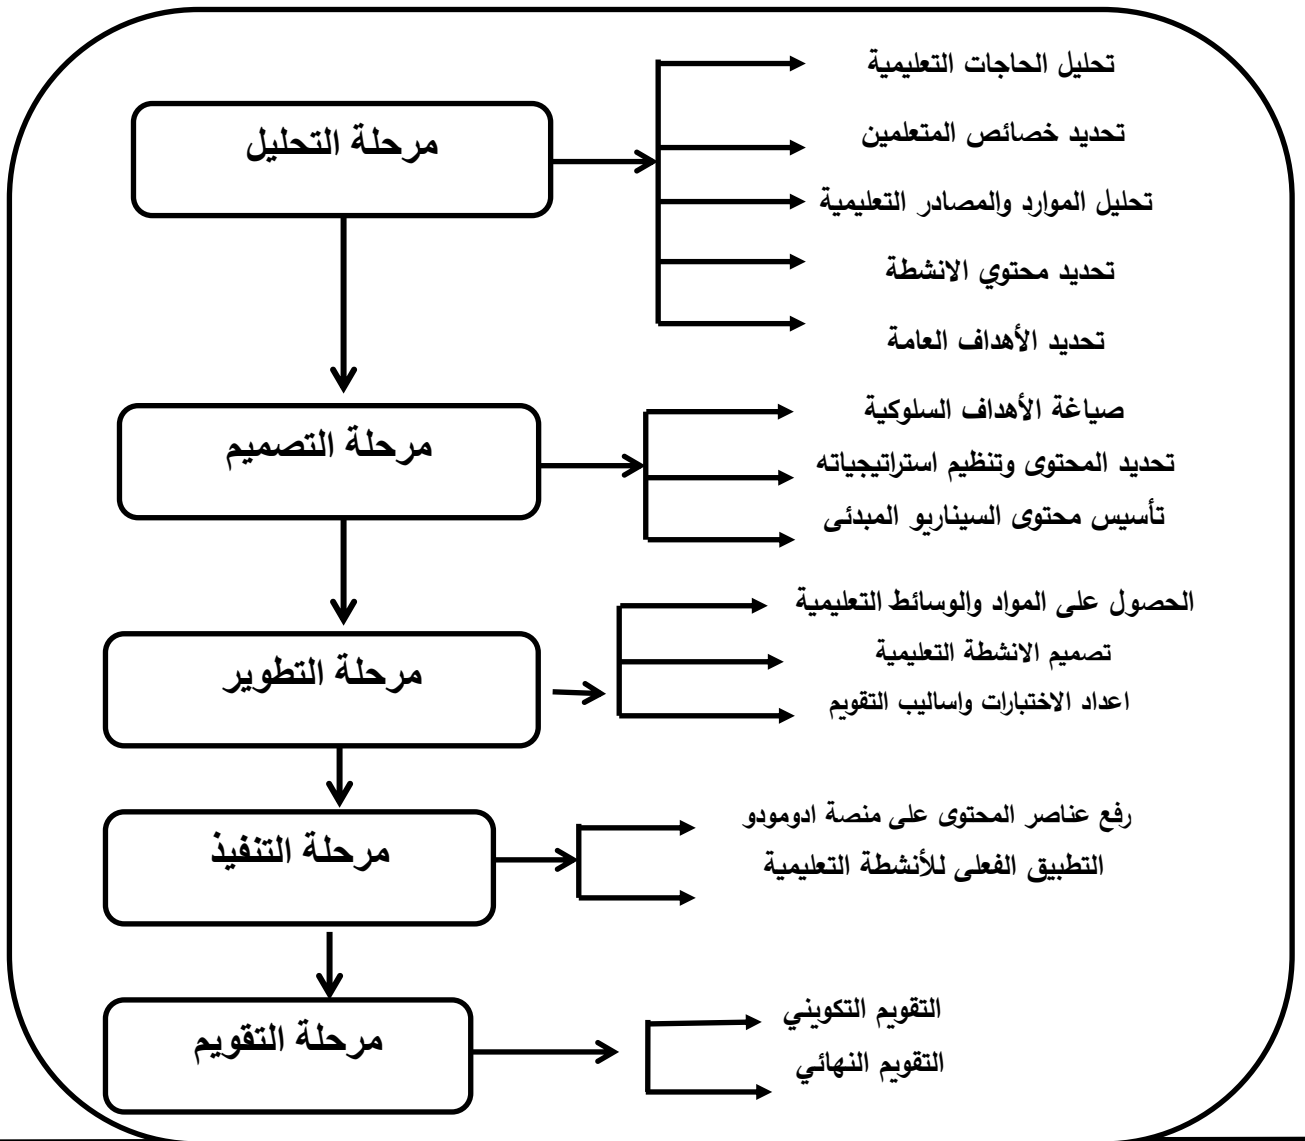 مرحلة التحليل
تحليل الحاجات التعليمية
تحديد خصائص المتعلمين
تحليل الموارد والمصادر التعليمية
تحديد محتوي الانشطة
تحديد الأهداف العامة
مرحلة التصميم
صياغة الأهداف السلوكية
تحديد المحتوى وتنظيم استراتيجياته
تأسيس محتوى السيناريو المبدئى
مرحلة التطوير
الحصول على المواد والوسائط التعليمية
تصميم الانشطة التعليمية
اعداد الاختبارات واساليب التقويم
مرحلة التنفيذ
رفع عناصر المحتوى على منصة ادومودو
التطبيق الفعلى للأنشطة التعليمية
مرحلة التقويم
التقويم التكويني
التقويم النهائي